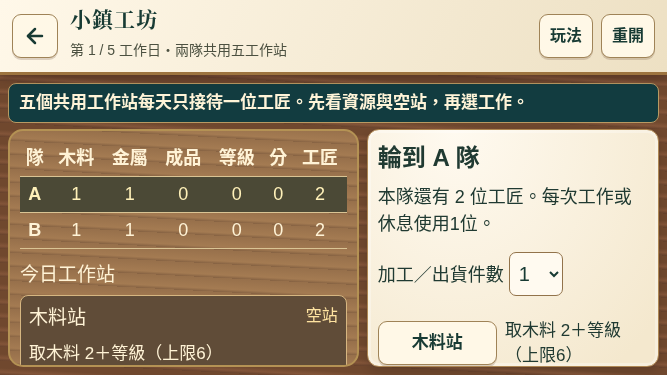 小鎮工坊
第 1 / 5 工作日・兩隊共用五工作站
玩法
重開
五個共用工作站每天只接待一位工匠。先看資源與空站，再選工作。
隊 木料 金屬 成品 等級 分 工匠
A 1 1 0 0 0 2
B 1 1 0 0 0 2
今日工作站
木料站 空站
取木料 2＋等級（上限6）
輪到 A 隊
本隊還有 2 位工匠。每次工作或
休息使用1位。
加工／出貨件數 1
木料站
取木料 2＋等級
（上限6）